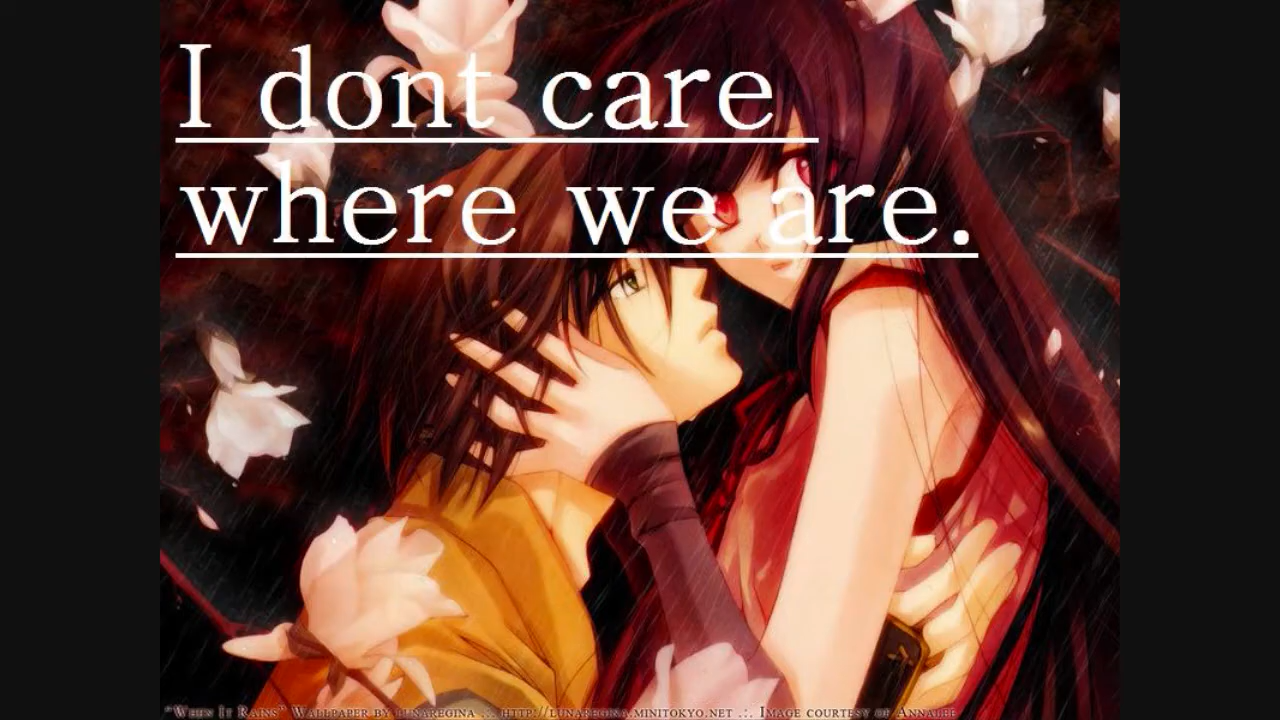 I dont care
where we are.
"When It Rains" Wallpaper by lunaregina .:. http://lunaregina.minitokyo.net .:. Image courtesy of Annalee